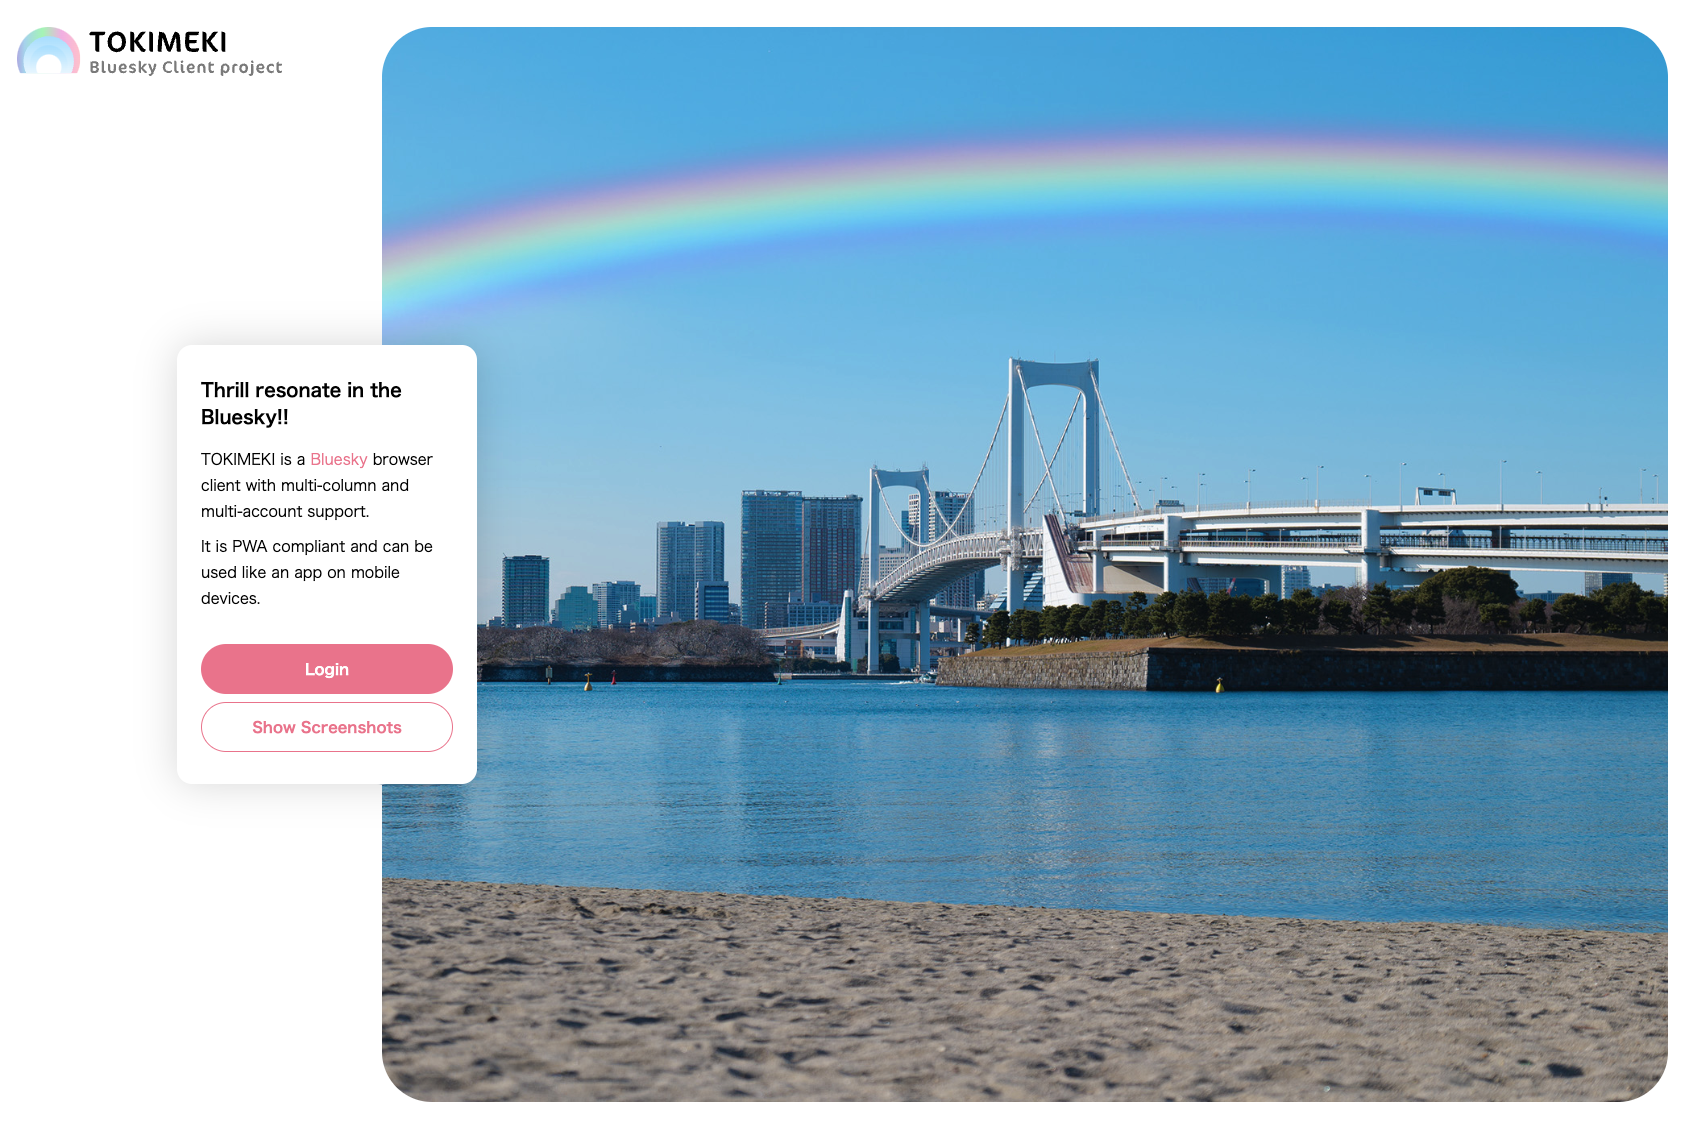 TOKIMEKI
Bluesky Client project
Thrill resonate in the
Bluesky!!
TOKIMEKI is a Bluesky browser
client with multi-column and
multi-account support.
It is PWA compliant and can be
used like an app on mobile
devices.
Login
Show Screenshots